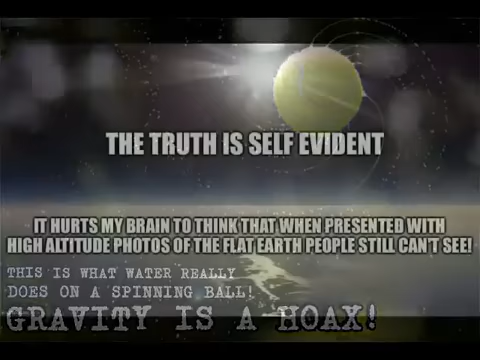 THE TRUTH IS SELF EVIDENT
IT HURTS MY BRAIN TO THINK THAT WHEN PRESENTED WITH
HIGH ALTITUDE PHOTOS OF THE FLAT EARTH PEOPLE STILL CAN'T SEE!
THIS IS WHAT WATER REALLY
DOES ON A SPINNING BALL!
GRAVITY IS A HOAX!